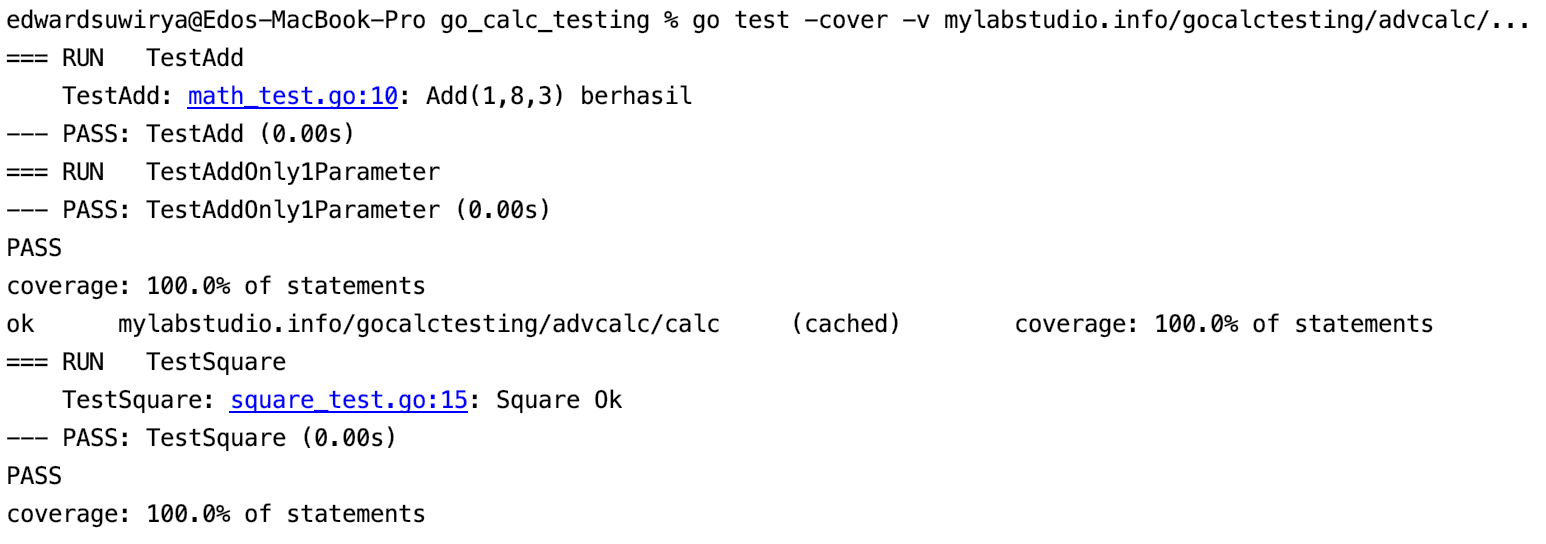 edwardsuwirya@Edos-MacBook-Pro go_calc_testing % go test -cover -v mylabstudio.info/gocalctesting/advcalc/...
=== RUN   TestAdd
    TestAdd: math_test.go:10: Add(1,8,3) berhasil
--- PASS: TestAdd (0.00s)
=== RUN   TestAddOnly1Parameter
--- PASS: TestAddOnly1Parameter (0.00s)
PASS
coverage: 100.0% of statements
ok      mylabstudio.info/gocalctesting/advcalc/calc     (cached)        coverage: 100.0% of statements
=== RUN   TestSquare
    TestSquare: square_test.go:15: Square Ok
--- PASS: TestSquare (0.00s)
PASS
coverage: 100.0% of statements